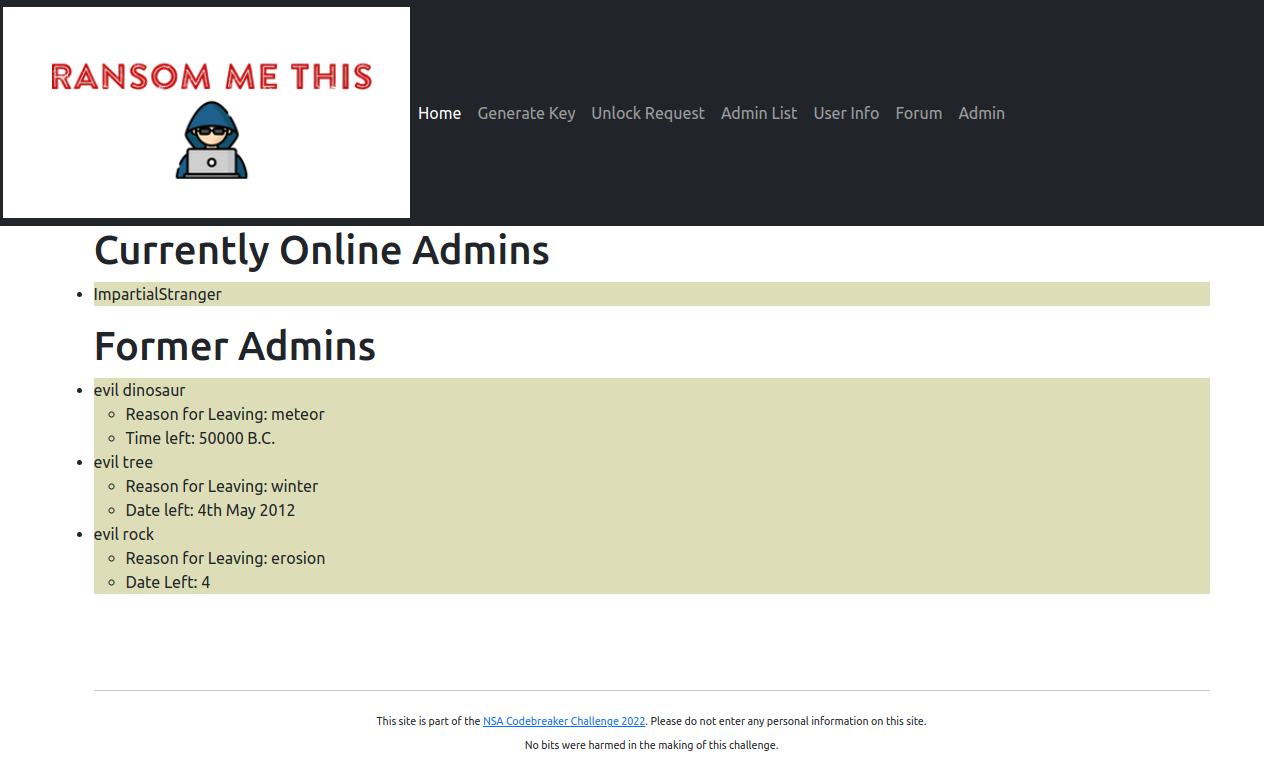 RANSOM ME THIS
Home Generate Key Unlock Request Admin List User Info Forum Admin
Currently Online Admins
ImpartialStranger
Former Admins
evil dinosaur
Reason for Leaving: meteor
Time left: 50000 B.C.
evil tree
Reason for Leaving: winter
Date left: 4th May 2012
evil rock
Reason for Leaving: erosion
Date Left: 4
This site is part of the NSA Codebreaker Challenge 2022. Please do not enter any personal information on this site.
No bits were harmed in the making of this challenge.